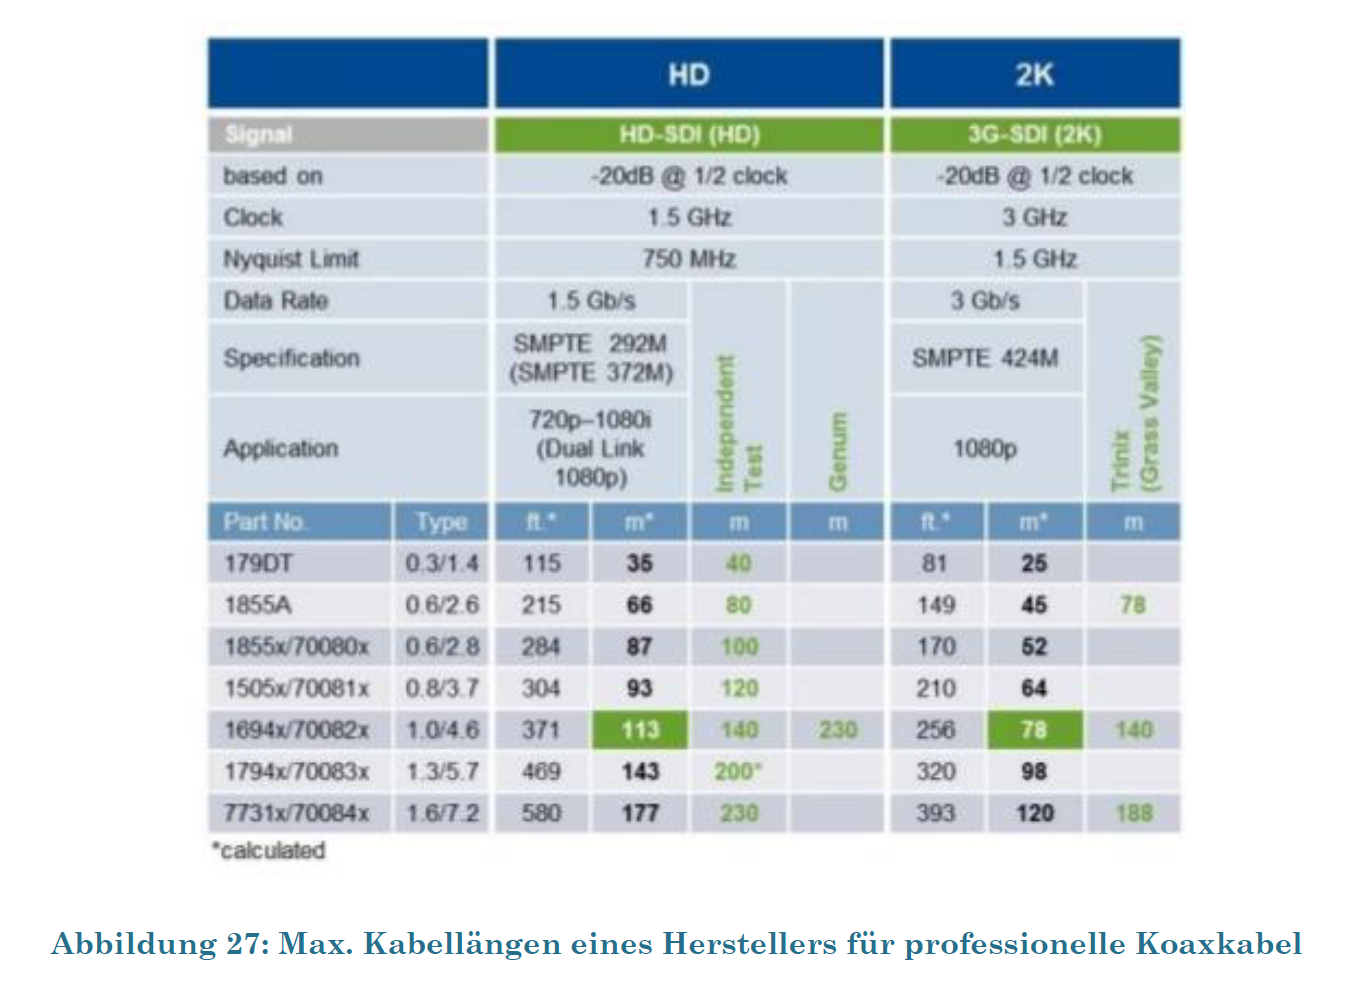 HD 2K
Signal HD-SDI (HD) 3G-SDI (2K)
based on -20dB @ 1/2 clock -20dB @ 1/2 clock
Clock 1.5 GHz 3 GHz
Nyquist Limit 750 MHz 1.5 GHz
Data Rate 1.5 Gb/s 3 Gb/s
Specification SMPTE 292M (SMPTE 372M) SMPTE 424M
Application 720p–1080i (Dual Link 1080p) Independent Test Genum 1080p Trinix (Grass Valley)
Part No. Type ft.* m* m m ft.* m* m
179DT 0.3/1.4 115 35 40 81 25
1855A 0.6/2.6 215 66 80 149 45 78
1855x/70080x 0.6/2.8 284 87 100 170 52
1505x/70081x 0.8/3.7 304 93 120 210 64
1694x/70082x 1.0/4.6 371 113 140 230 256 78 140
1794x/70083x 1.3/5.7 469 143 200* 320 98
7731x/70084x 1.6/7.2 580 177 230 393 120 188
*calculated
Abbildung 27: Max. Kabellängen eines Herstellers für professionelle Koaxkabel